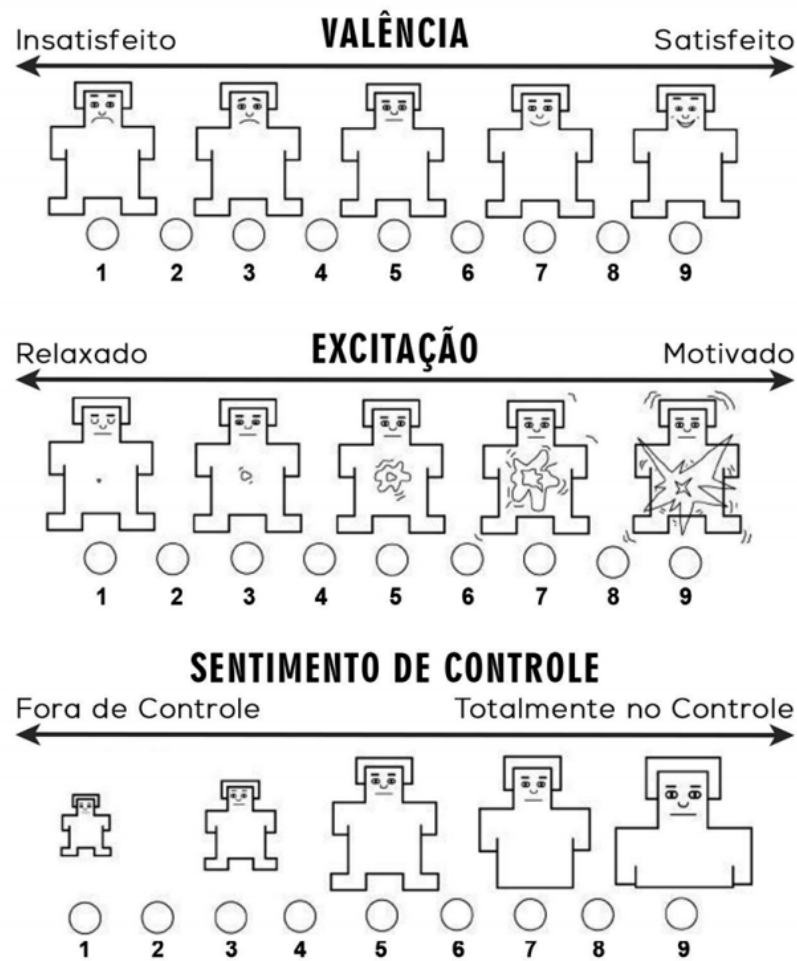 VALÊNCIA
Insatisfeito Satisfeito
1 2 3 4 5 6 7 8 9
EXCITAÇÃO
Relaxado Motivado
1 2 3 4 5 6 7 8 9
SENTIMENTO DE CONTROLE
Fora de Controle Totalmente no Controle
1 2 3 4 5 6 7 8 9